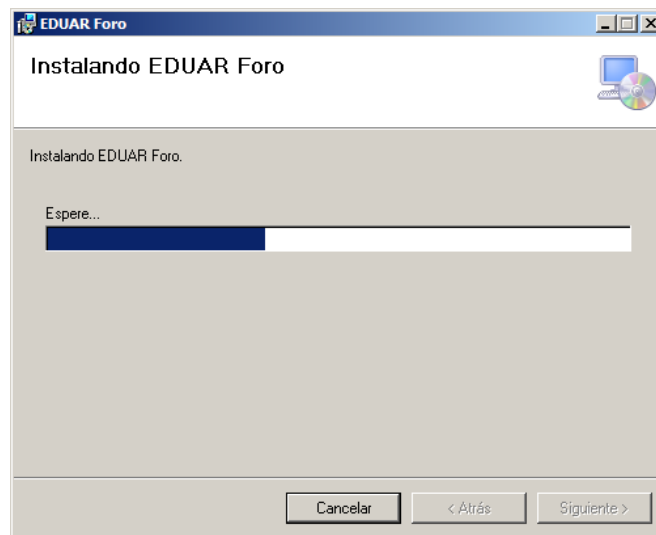 EDUAR Foro
Instalando EDUAR Foro
Instalando EDUAR Foro.
Espere...
Cancelar
< Atrás
Siguiente >